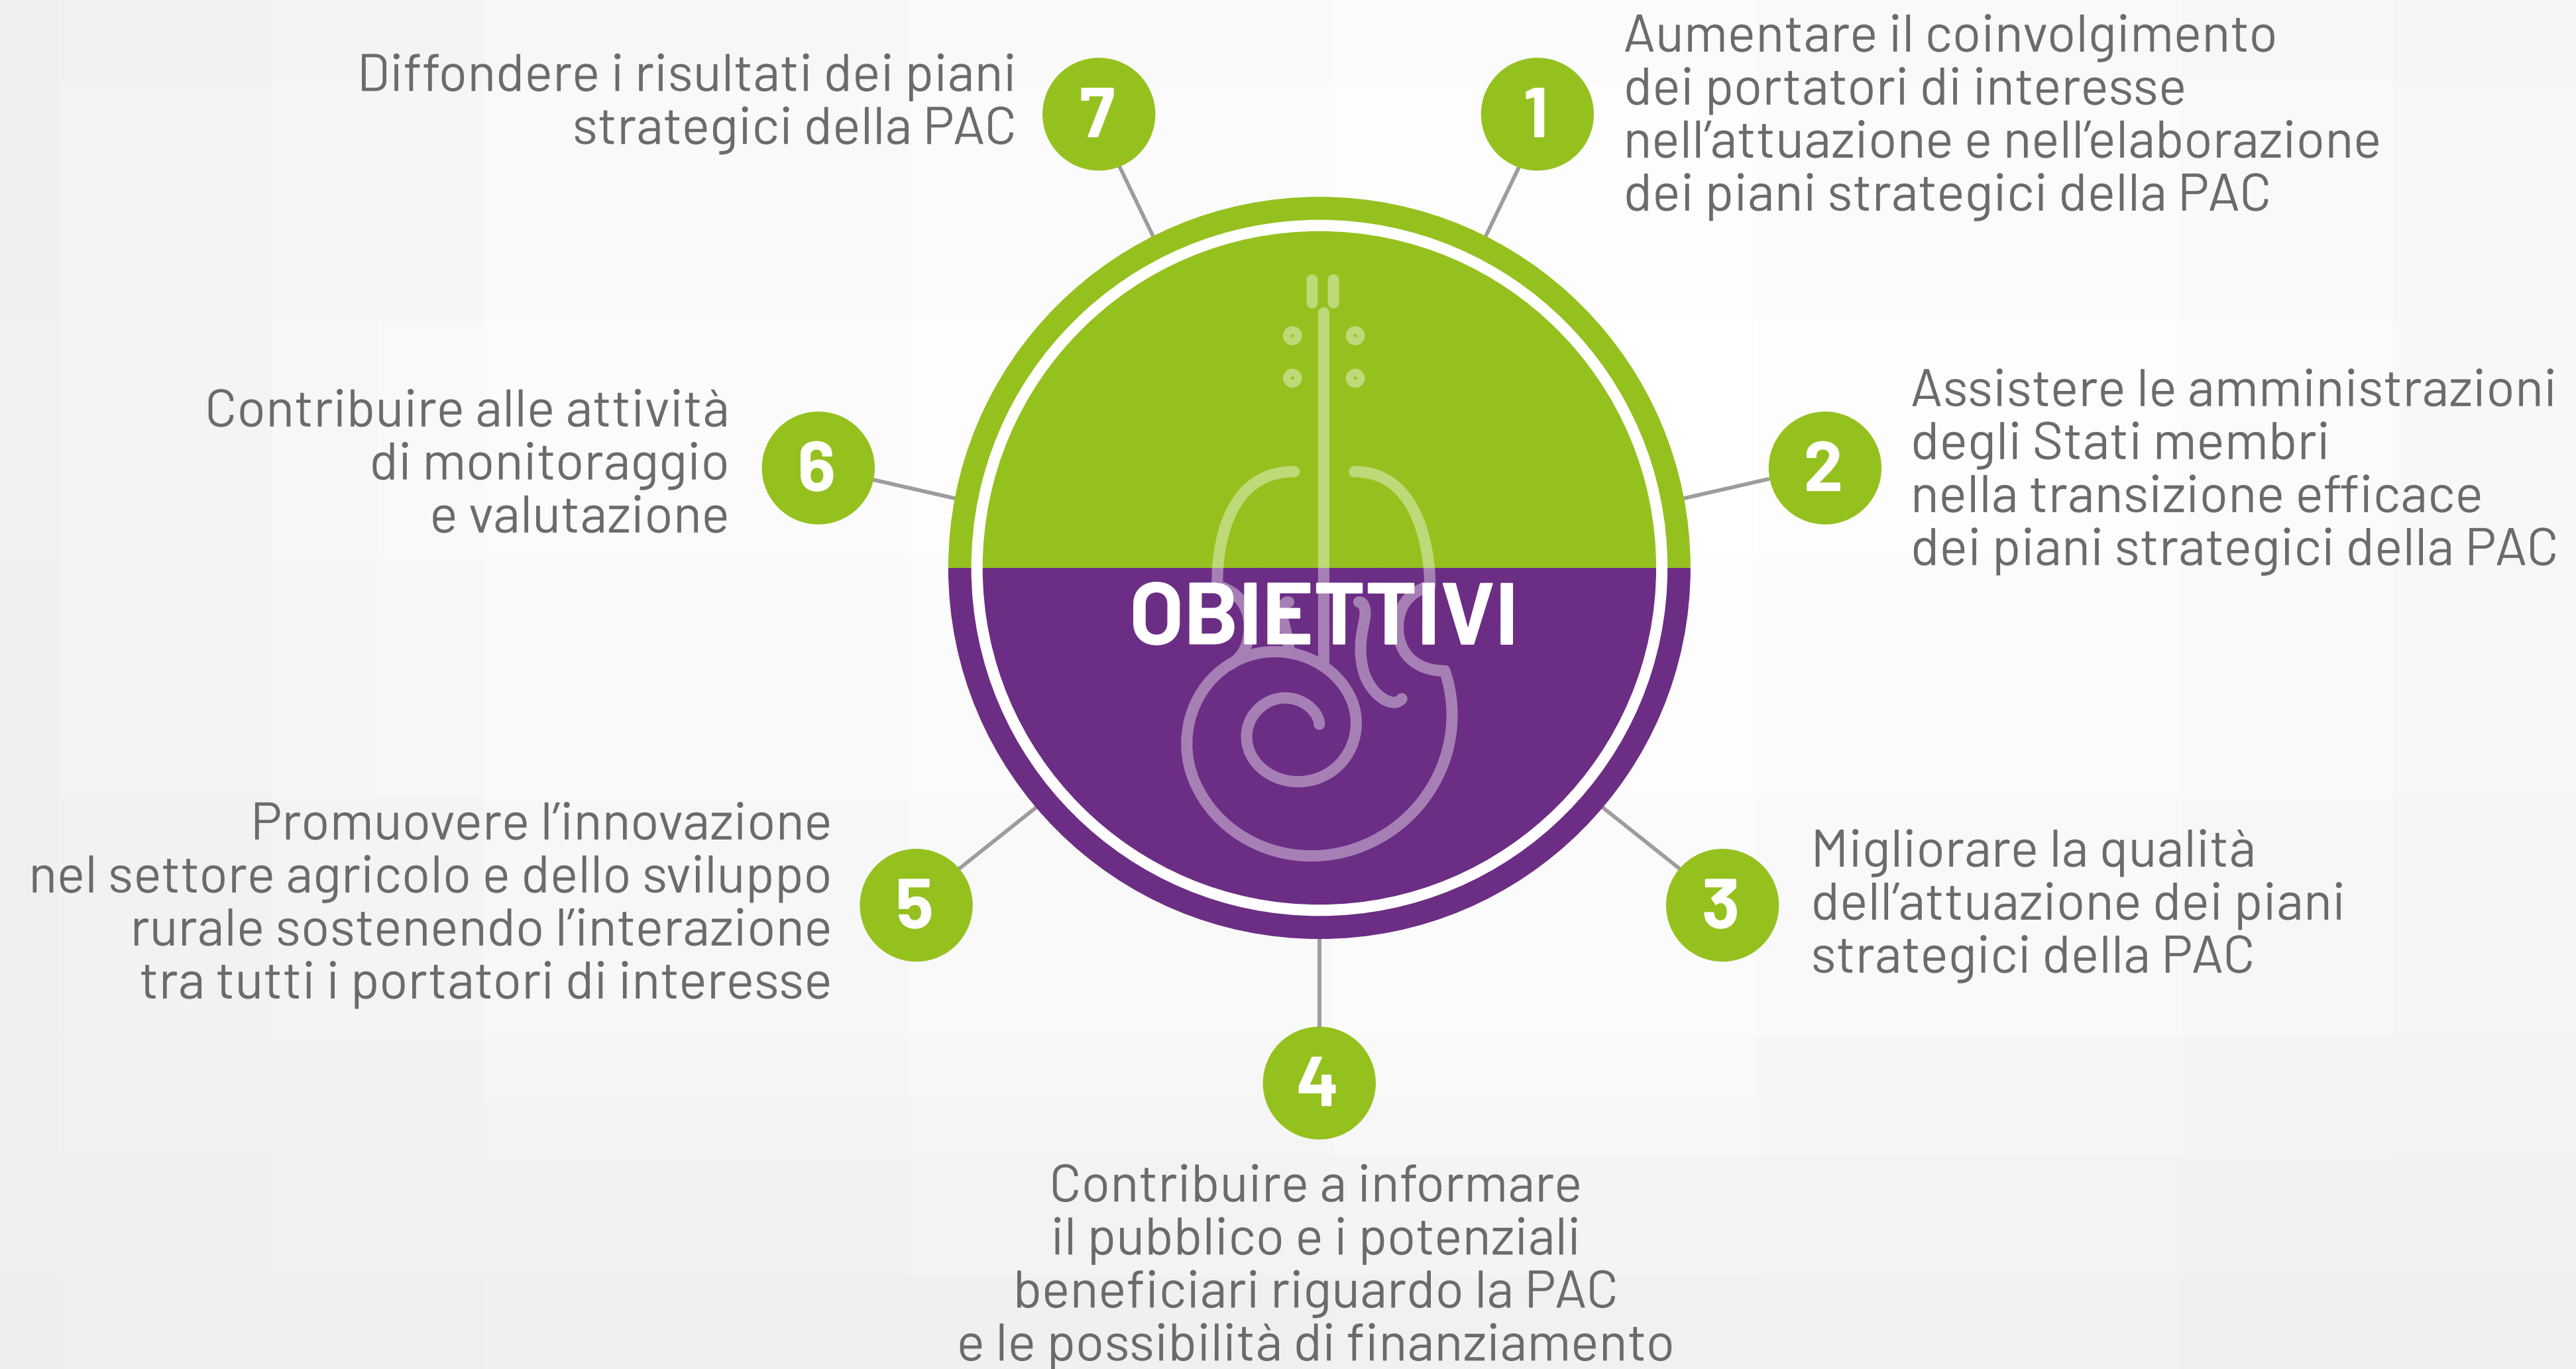 OBIETTIVI
1
Aumentare il coinvolgimento
dei portatori di interesse
nell’attuazione e nell’elaborazione
dei piani strategici della PAC
2
Assistere le amministrazioni
degli Stati membri
nella transizione efficace
dei piani strategici della PAC
3
Migliorare la qualità
dell’attuazione dei piani
strategici della PAC
4
Contribuire a informare
il pubblico e i potenziali
beneficiari riguardo la PAC
e le possibilità di finanziamento
5
Promuovere l’innovazione
nel settore agricolo e dello sviluppo
rurale sostenendo l’interazione
tra tutti i portatori di interesse
6
Contribuire alle attività
di monitoraggio
e valutazione
7
Diffondere i risultati dei piani
strategici della PAC